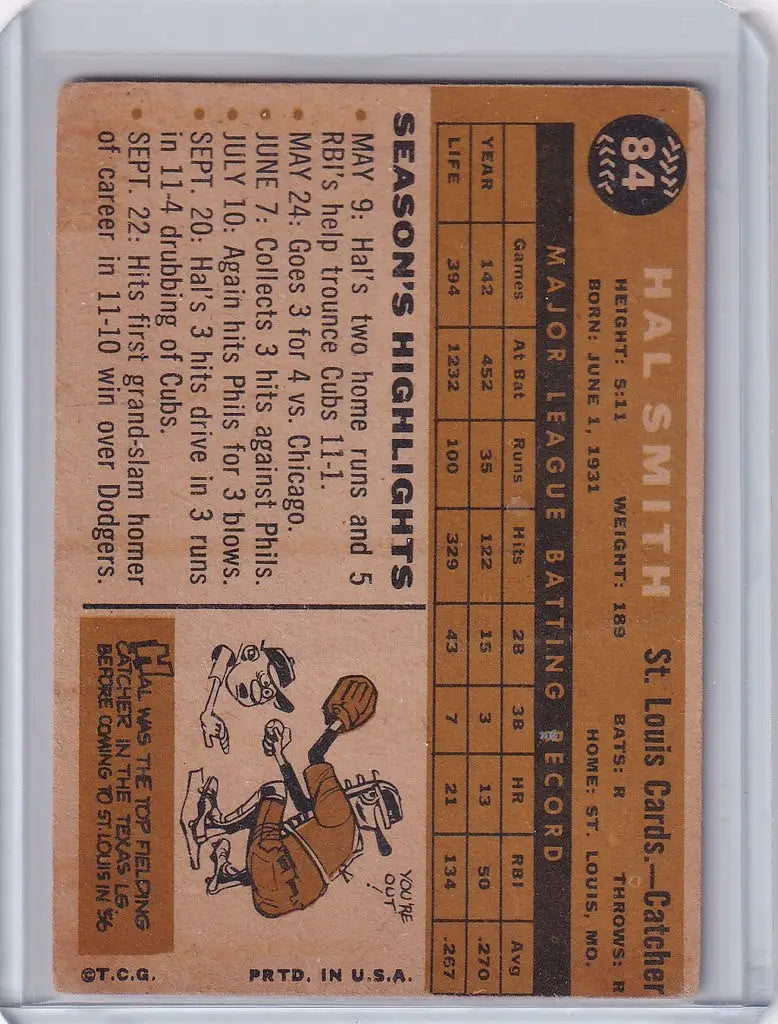 84
HAL SMITH
St. Louis Cards.—Catcher
HEIGHT: 5:11 WEIGHT: 189 BATS: R THROWS: R
BORN: JUNE 1, 1931 HOME: ST. LOUIS, MO.
MAJOR LEAGUE BATTING RECORD
Games At Bat Runs Hits 2B 3B HR RBI Avg
YEAR 142 452 35 122 15 3 13 50 .270
LIFE 394 1232 100 329 43 7 21 134 .267
SEASON'S HIGHLIGHTS
• MAY 9: Hal's two home runs and 5
RBI's help trounce Cubs 11-1
• MAY 24: Goes 3 for 4 vs. Chicago.
• JUNE 7: Collects 3 hits against Phils.
• JULY 10: Again hits Phils for 3 blows.
• SEPT. 20: Hal's 3 hits drive in 3 runs
in 11-4 drubbing of Cubs.
• SEPT. 22: Hits first grand-slam homer
of career in 11-10 win over Dodgers.
YOU'RE
OUT!
HAL WAS THE TOP FIELDING
CATCHER IN THE TEXAS LG.
BEFORE COMING TO ST. LOUIS IN '56
©T.C.G. PRTD. IN U.S.A.